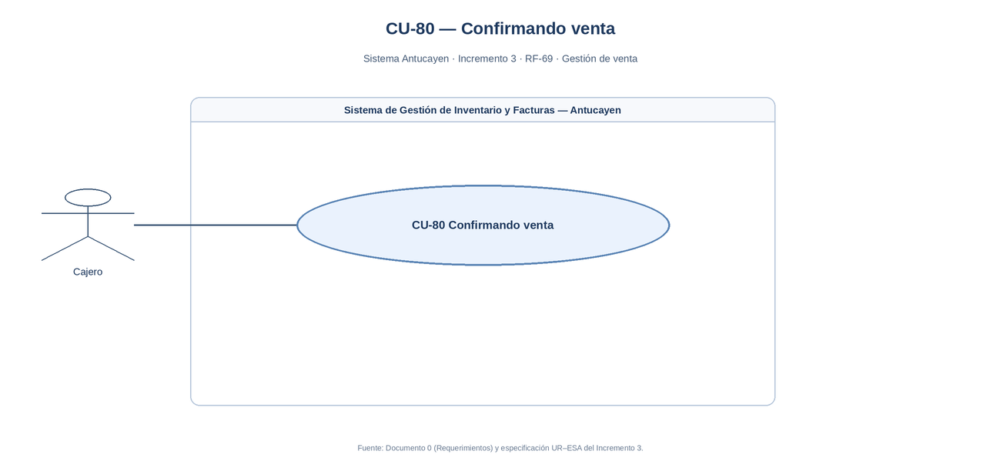 CU-80 — Confirmando venta
Sistema Antucayen · Incremento 3 · RF-69 · Gestión de venta
Sistema de Gestión de Inventario y Facturas — Antucayen
CU-80 Confirmando venta
Cajero
Fuente: Documento 0 (Requerimientos) y especificación UR–ESA del Incremento 3.